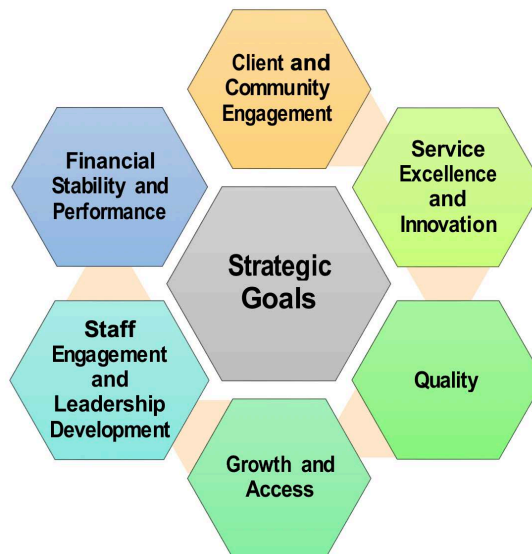 Client and
Community
Engagement
Service
Excellence
and
Innovation
Quality
Growth and
Access
Staff
Engagement
and
Leadership
Development
Financial
Stability and
Performance
Strategic
Goals